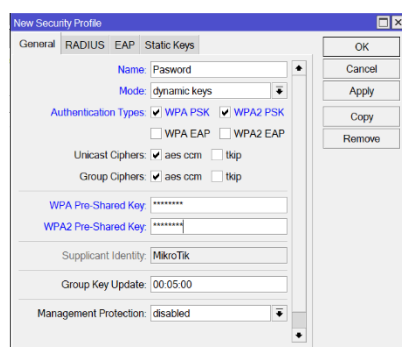 New Security Profile
General RADIUS EAP Static Keys
OK
Name: Pasword
Cancel
Mode: dynamic keys
Apply
Authentication Types: WPA PSK WPA2 PSK
Copy
WPA EAP WPA2 EAP
Remove
Unicast Ciphers: aes ccm tkip
Group Ciphers: aes ccm tkip
WPA Pre-Shared Key: ********
WPA2 Pre-Shared Key: ********
Supplicant Identity: MikroTik
Group Key Update: 00:05:00
Management Protection: disabled